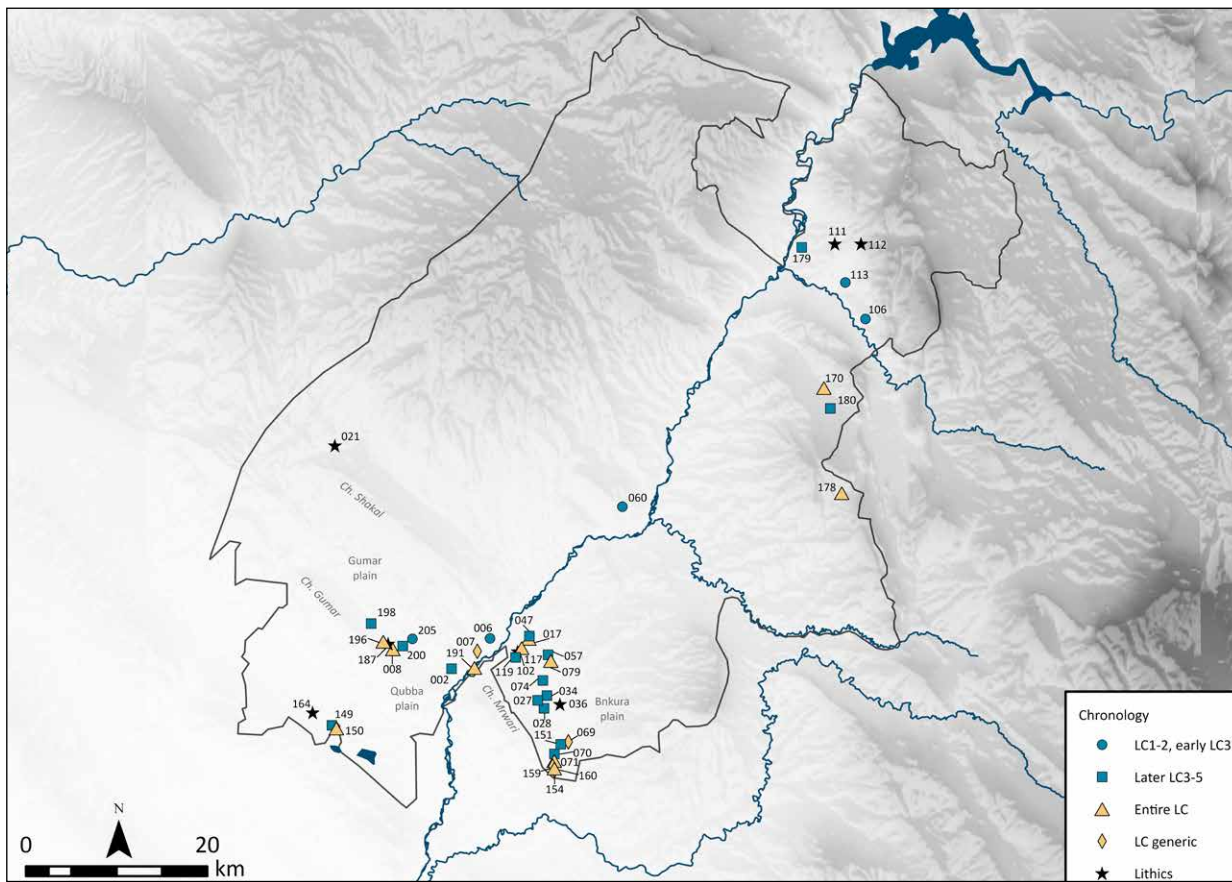 111
112
179
113
106
170
180
021
178
060
Ch. Shakal
Gumar
plain
Ch. Gumar
198
205
006
047
017
196
007
187
200
191
117
057
008
119
102
079
002
074
034
Qubba
plain
Ch. Mrwari
027
036
Bnkura
plain
164
028
149
150
151
069
070
071
159
160
154
N
0
20
km
Chronology
LC1-2, early LC3
Later LC3-5
Entire LC
LC generic
Lithics